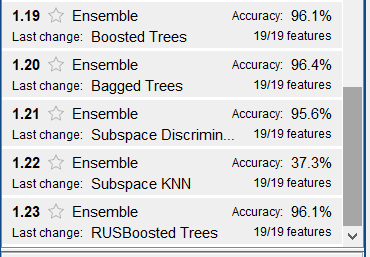 1.19 Ensemble Accuracy: 96.1%
Last change: Boosted Trees 19/19 features
1.20 Ensemble Accuracy: 96.4%
Last change: Bagged Trees 19/19 features
1.21 Ensemble Accuracy: 95.6%
Last change: Subspace Discrimin... 19/19 features
1.22 Ensemble Accuracy: 37.3%
Last change: Subspace KNN 19/19 features
1.23 Ensemble Accuracy: 96.1%
Last change: RUSBoosted Trees 19/19 features